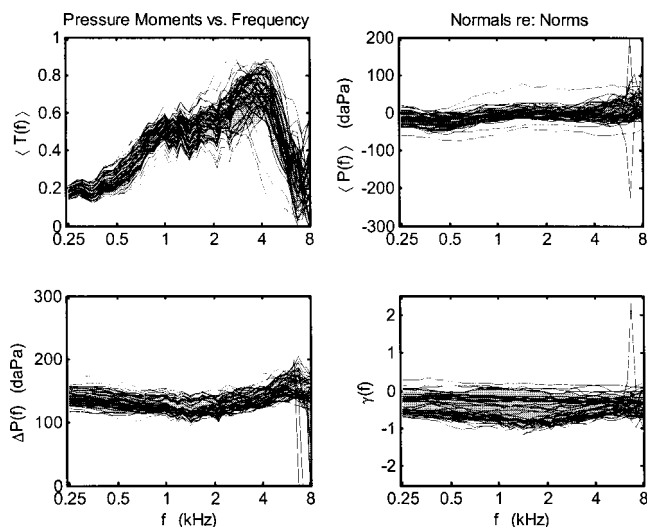 Pressure Moments vs. Frequency
Normals re: Norms
⟨ T(f) ⟩
1
0.8
0.6
0.4
0.2
0
0.25 0.5 1 2 4 8
⟨ P(f) ⟩ (daPa)
200
100
0
-100
-200
-300
0.25 0.5 1 2 4 8
ΔP(f) (daPa)
300
200
100
0
0.25 0.5 1 2 4 8
f (kHz)
γ(f)
2
1
0
-1
-2
0.25 0.5 1 2 4 8
f (kHz)